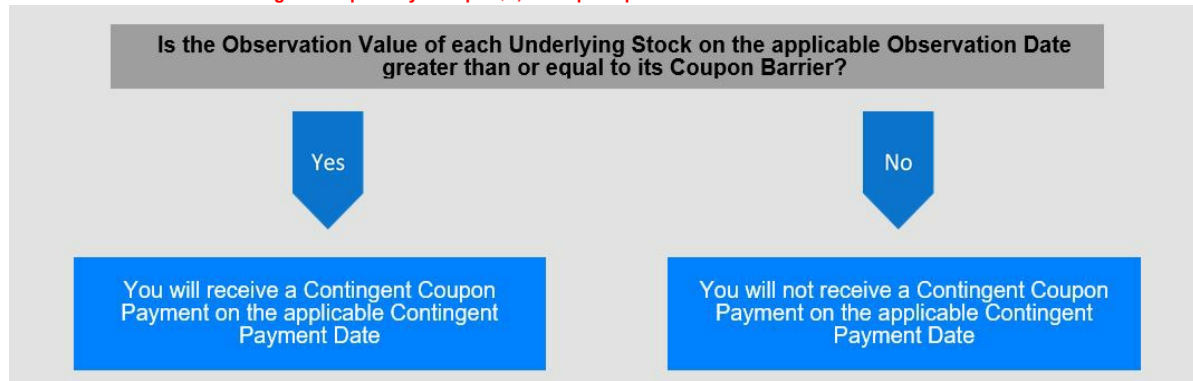 Is the Observation Value of each Underlying Stock on the applicable Observation Date
greater than or equal to its Coupon Barrier?
Yes
No
You will receive a Contingent Coupon
Payment on the applicable Contingent
Payment Date
You will not receive a Contingent Coupon
Payment on the applicable Contingent
Payment Date